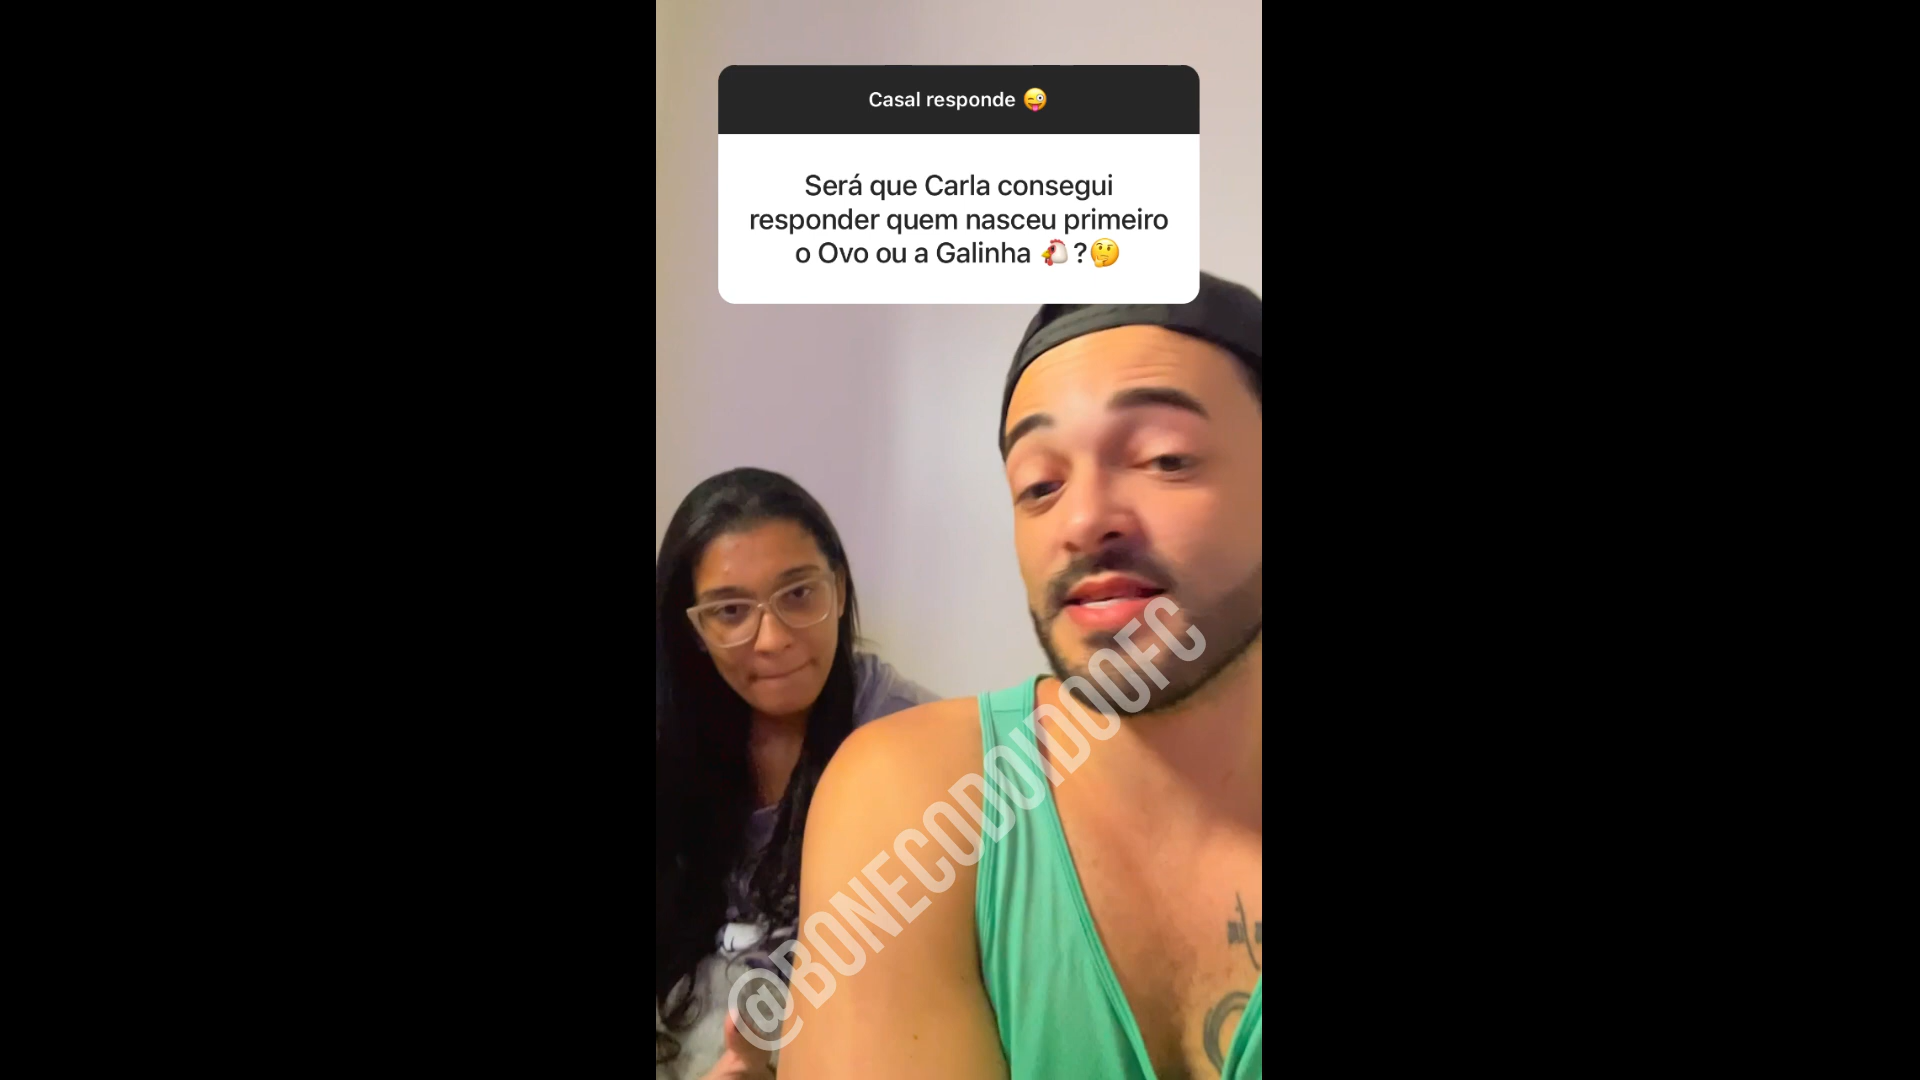 Casal responde 😜
Será que Carla consegui
responder quem nasceu primeiro
o Ovo ou a Galinha 🐔?🤔
@BONECODOIDOOFC